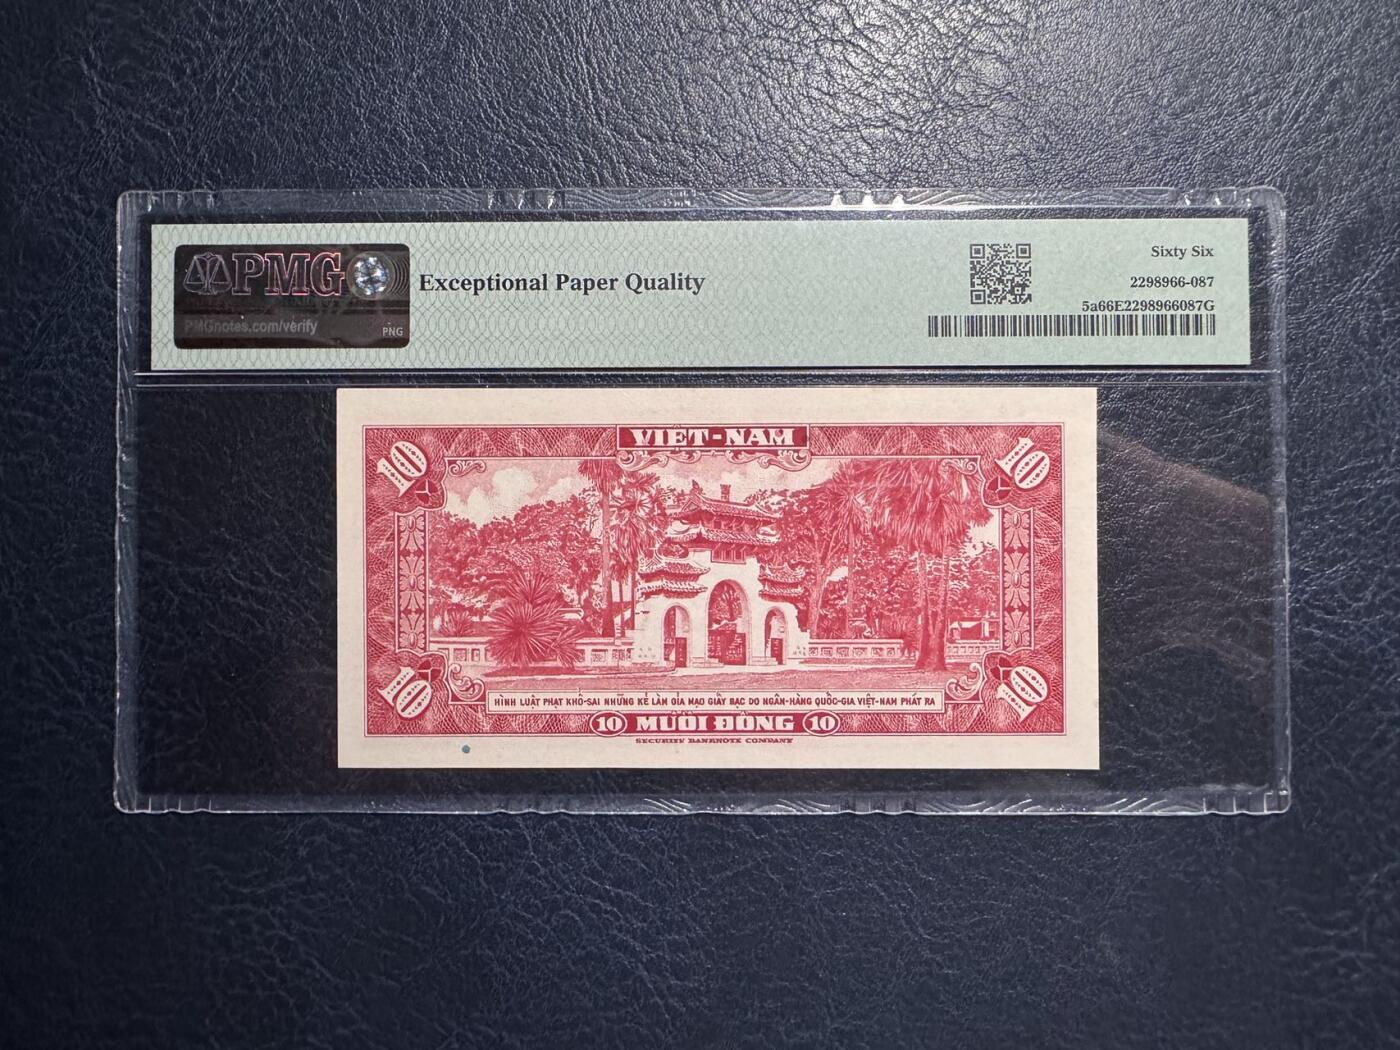 PMG
PMGnotes.com/verify
PNG
Exceptional Paper Quality
Sixty Six
2298966-087
5a66E2298966087G
VIỆT-NAM
10
10
10
10
HÌNH LUẬT PHẠT KHỔ-SAI NHỮNG KẺ LÀM GIẢ MẠO GIẤY BẠC DO NGÂN-HÀNG QUỐC-GIA VIỆT-NAM PHÁT RA
10 MƯỜI ĐỒNG 10
SECURITY BANKNOTE COMPANY